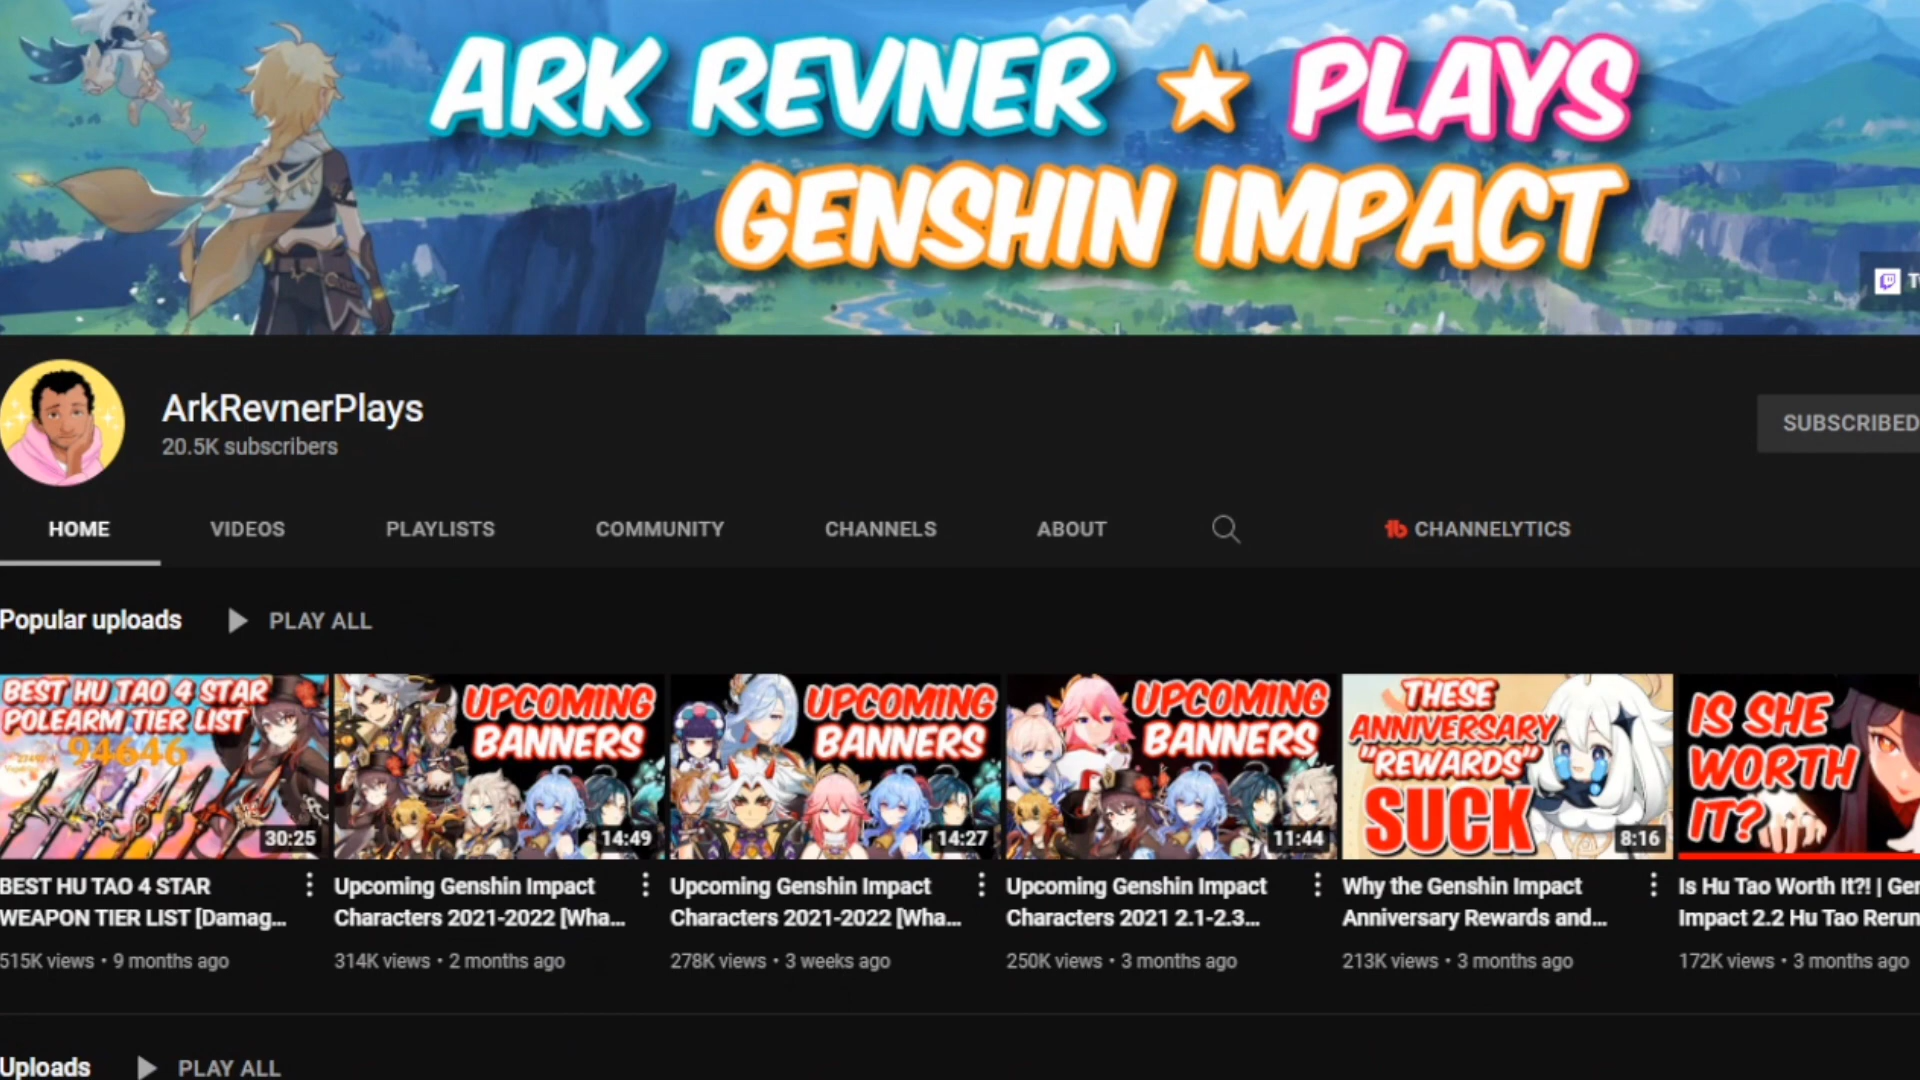 ARK REVNER ★ PLAYS
GENSHIN IMPACT
ArkRevnerPlays
20.5K subscribers
SUBSCRIBED
HOME VIDEOS PLAYLISTS COMMUNITY CHANNELS ABOUT tb CHANNELYTICS
Popular uploads PLAY ALL
BEST HU TAO 4 STAR
POLEARM TIER LIST
94646
30:25
UPCOMING
BANNERS
14:49
UPCOMING
BANNERS
14:27
UPCOMING
BANNERS
11:44
THESE
ANNIVERSARY
"REWARDS"
SUCK
8:16
IS SHE
WORTH
IT?
BEST HU TAO 4 STAR
WEAPON TIER LIST [Damag...
515K views • 9 months ago
Upcoming Genshin Impact
Characters 2021-2022 [Wha...
314K views • 2 months ago
Upcoming Genshin Impact
Characters 2021-2022 [Wha...
278K views • 3 weeks ago
Upcoming Genshin Impact
Characters 2021 2.1-2.3...
250K views • 3 months ago
Why the Genshin Impact
Anniversary Rewards and...
213K views • 3 months ago
Is Hu Tao Worth It?! | Gen
Impact 2.2 Hu Tao Rerun
172K views • 3 months ago
Uploads PLAY ALL